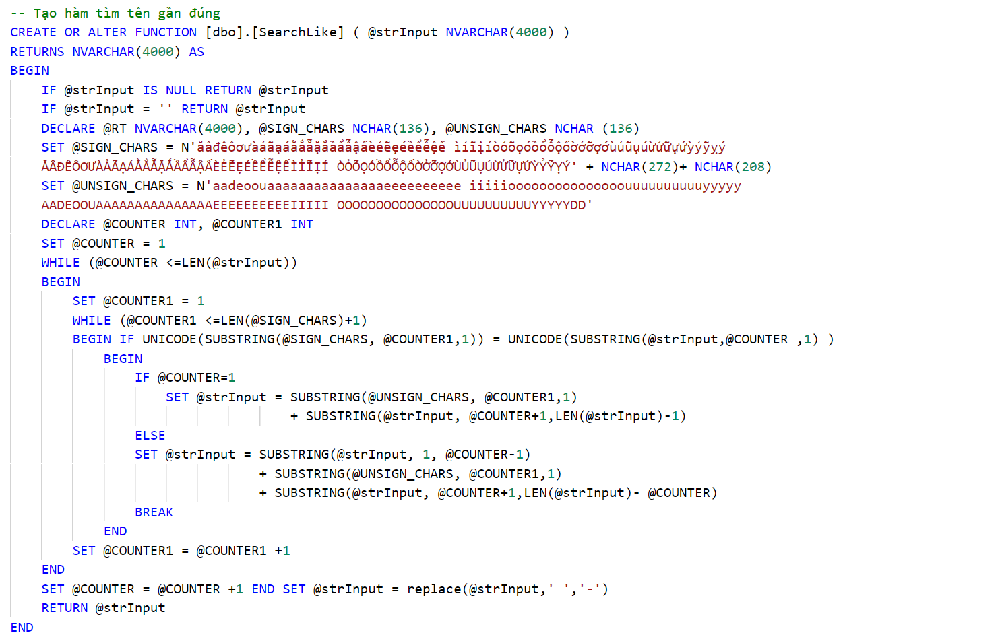 -- Tạo hàm tìm tên gần đúng
CREATE OR ALTER FUNCTION [dbo].[SearchLike] ( @strInput NVARCHAR(4000) )
RETURNS NVARCHAR(4000) AS
BEGIN
IF @strInput IS NULL RETURN @strInput
IF @strInput = '' RETURN @strInput
DECLARE @RT NVARCHAR(4000), @SIGN_CHARS NCHAR(136), @UNSIGN_CHARS NCHAR (136)
SET @SIGN_CHARS = N'ăâđêôơưàảãạáằẳẵặắầẩẫậấèẻẽẹéềểễệế ìỉĩịíòỏõọóồổỗộốờởỡợớùủũụúừửữựứỳỷỹỵý
ĂÂĐÊÔƠƯÀẢÃẠÁẰẲẴẶẮẦẨẪẬẤÈẺẼẸÉỀỂỄỆẾÌỈĨỊÍ ÒỎÕỌÓỒỔỖỘỐỜỞỠỢỚÙỦŨỤÚỪỬỮỰỨỲỶỸỴÝ' + NCHAR(272)+ NCHAR(208)
SET @UNSIGN_CHARS = N'aadeoouaaaaaaaaaaaaaaaeeeeeeeeee iiiiiooooooooooooooouuuuuuuuuuyyyyy
AADEOOUAAAAAAAAAAAAAAAEEEEEEEEEEIIIII OOOOOOOOOOOOOOOUUUUUUUUUUYYYYYDD'
DECLARE @COUNTER INT, @COUNTER1 INT
SET @COUNTER = 1
WHILE (@COUNTER <=LEN(@strInput))
BEGIN
SET @COUNTER1 = 1
WHILE (@COUNTER1 <=LEN(@SIGN_CHARS)+1)
BEGIN IF UNICODE(SUBSTRING(@SIGN_CHARS, @COUNTER1,1)) = UNICODE(SUBSTRING(@strInput,@COUNTER ,1) )
BEGIN
IF @COUNTER=1
SET @strInput = SUBSTRING(@UNSIGN_CHARS, @COUNTER1,1)
+ SUBSTRING(@strInput, @COUNTER+1,LEN(@strInput)-1)
ELSE
SET @strInput = SUBSTRING(@strInput, 1, @COUNTER-1)
+ SUBSTRING(@UNSIGN_CHARS, @COUNTER1,1)
+ SUBSTRING(@strInput, @COUNTER+1,LEN(@strInput)- @COUNTER)
BREAK
END
SET @COUNTER1 = @COUNTER1 +1
END
SET @COUNTER = @COUNTER +1 END SET @strInput = replace(@strInput,' ','-')
RETURN @strInput
END